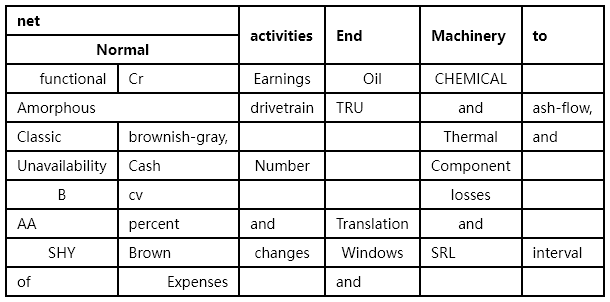 net activities End Machinery to
Normal
functional Cr Earnings Oil CHEMICAL
Amorphous drivetrain TRU and ash-flow,
Classic brownish-gray, Thermal and
Unavailability Cash Number Component
B cv losses
AA percent and Translation and
SHY Brown changes Windows SRL interval
of Expenses and